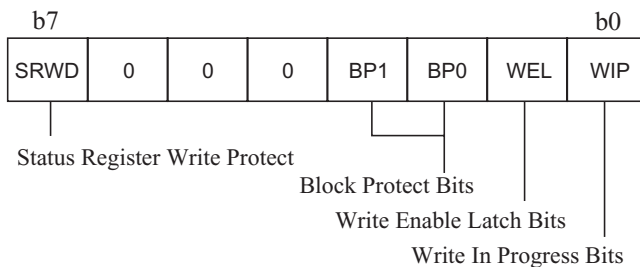 b7 b0
SRWD 0 0 0 BP1 BP0 WEL WIP
Status Register Write Protect
Block Protect Bits
Write Enable Latch Bits
Write In Progress Bits